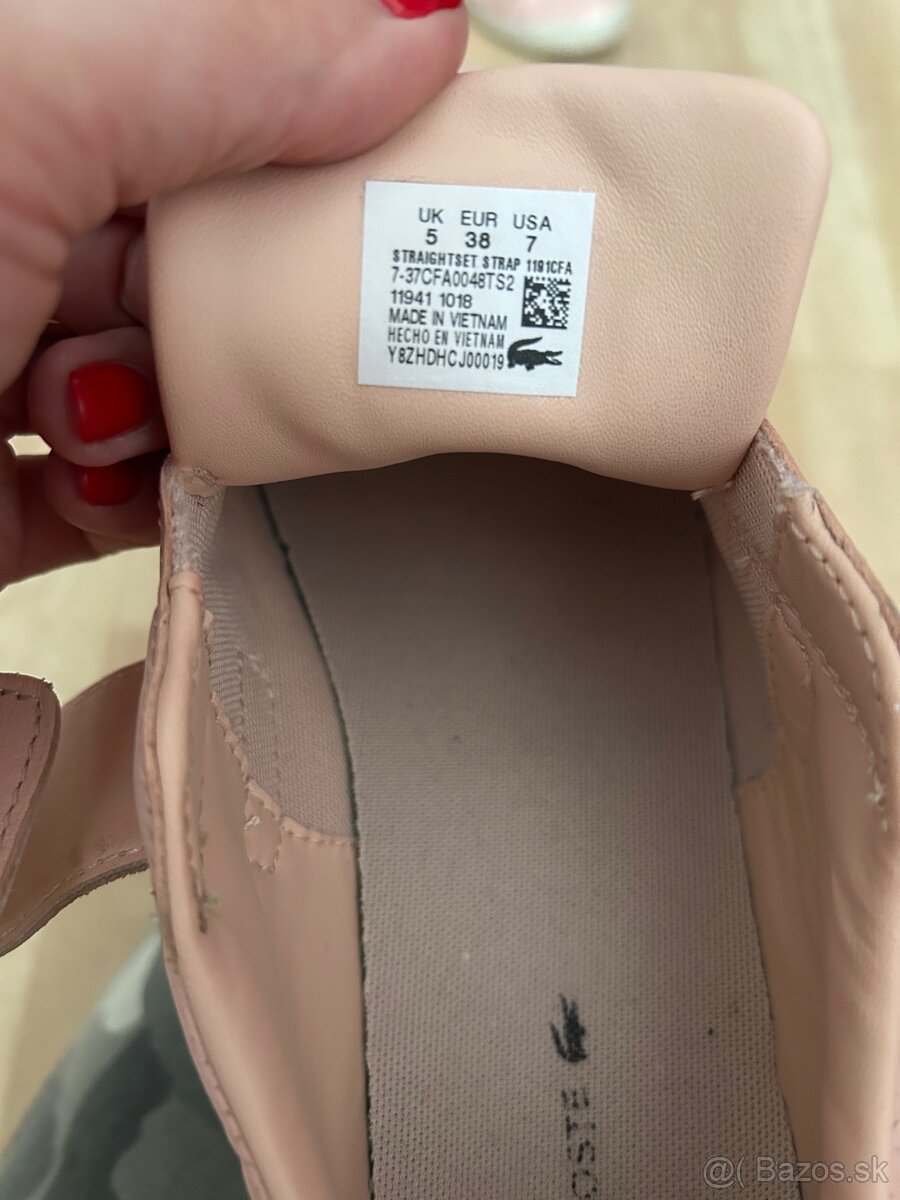 UK EUR USA
5 38 7
STRAIGHTSET STRAP 1191CFA
7-37CFA0048TS2
11941 1018
MADE IN VIETNAM
HECHO EN VIETNAM
Y8ZHDHCJ00019
OSTE
@( Bazos.sk